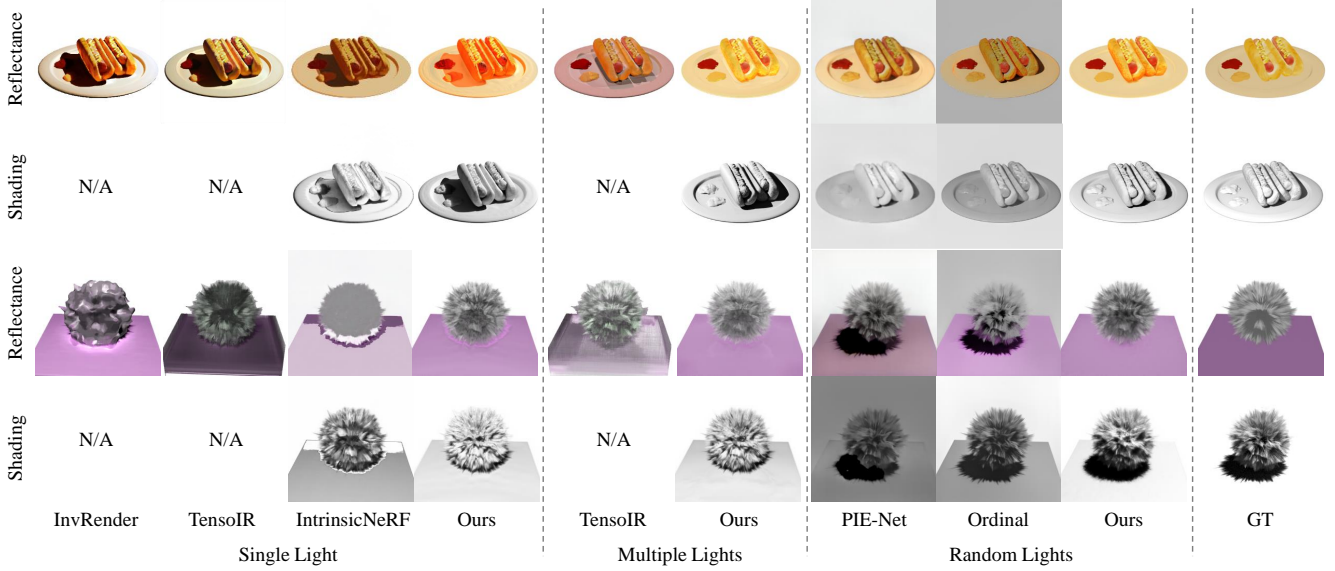 Reflectance
Shading
N/A
N/A
N/A
Reflectance
Shading
N/A
N/A
N/A
InvRender
TensoIR
IntrinsicNeRF
Ours
TensoIR
Ours
PIE-Net
Ordinal
Ours
GT
Single Light
Multiple Lights
Random Lights